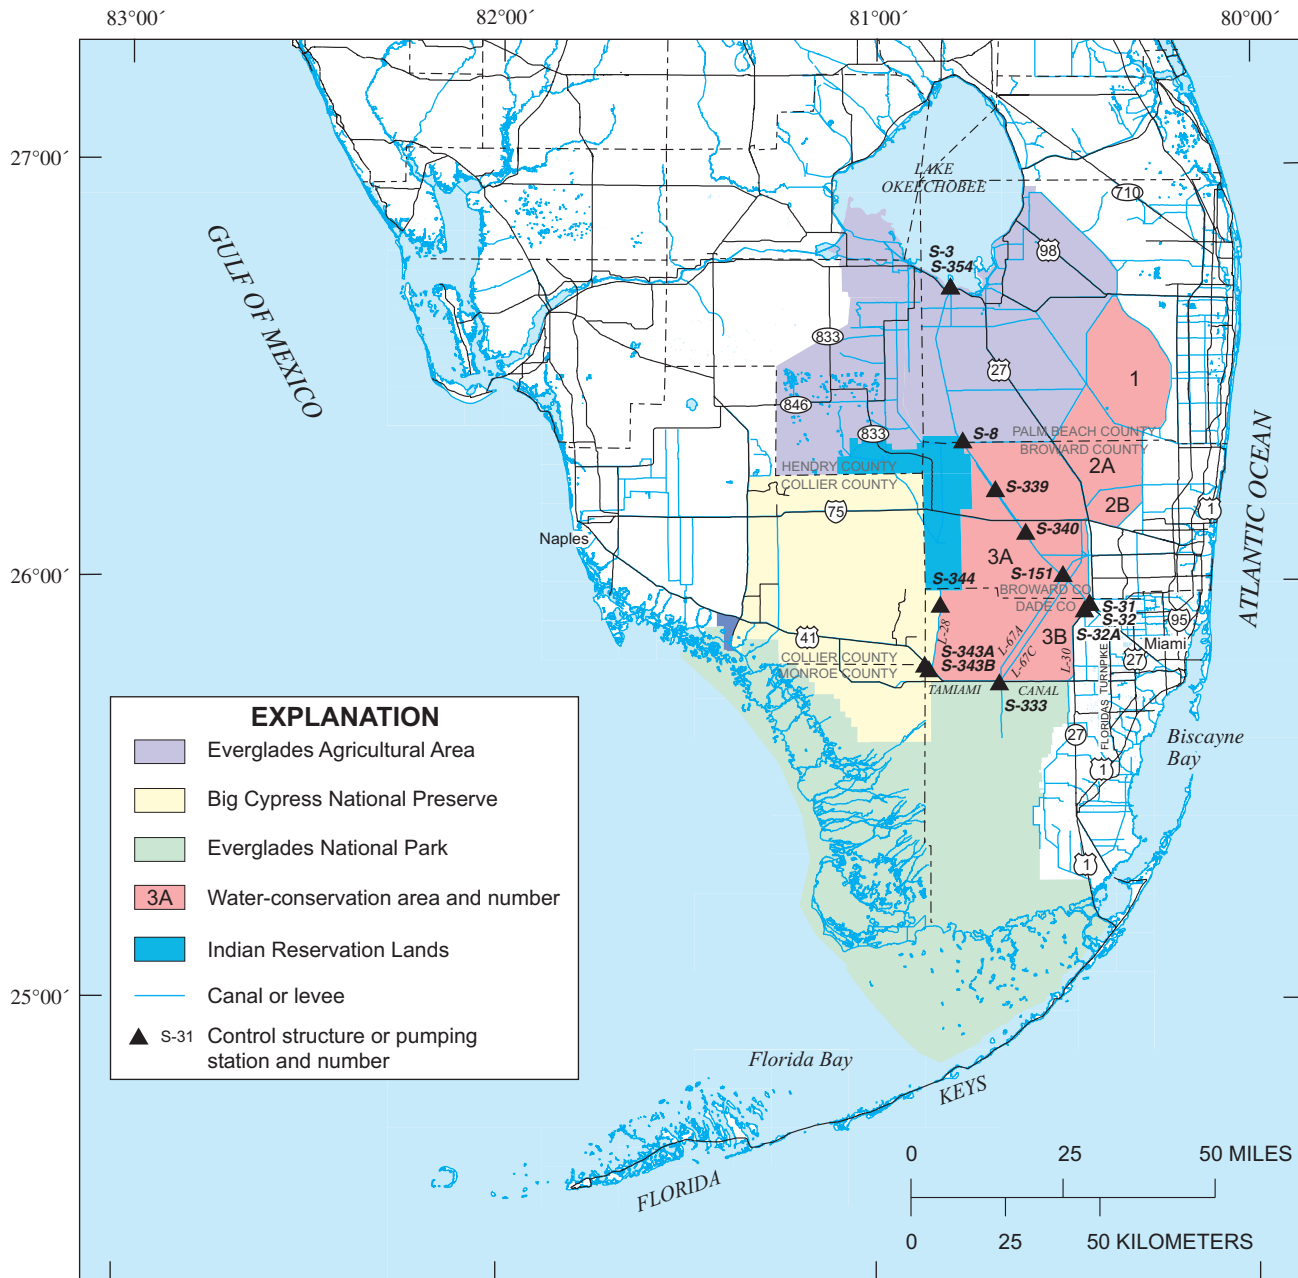 83°00´
82°00´
81°00´
80°00´
27°00´
26°00´
25°00´
GULF OF MEXICO
ATLANTIC OCEAN
LAKE
OKEECHOBEE
710
98
S-3
S-354
833
27
1
846
833
S-8
PALM BEACH COUNTY
BROWARD COUNTY
2A
HENDRY COUNTY
COLLIER COUNTY
S-339
2B
75
1
S-340
Naples
3A
S-151
S-344
BROWARD CO
DADE CO
S-31
S-32
S-32A
95
L-28
L-67A
L-67C
3B
L-30
41
Miami
27
S-343A
S-343B
COLLIER COUNTY
MONROE COUNTY
TAMIAMI
CANAL
S-333
FLORIDAS TURNPIKE
27
1
Biscayne
Bay
1
EXPLANATION
Everglades Agricultural Area
Big Cypress National Preserve
Everglades National Park
3A Water-conservation area and number
Indian Reservation Lands
Canal or levee
S-31 Control structure or pumping
station and number
Florida Bay
FLORIDA
KEYS
0 25 50 MILES
0 25 50 KILOMETERS